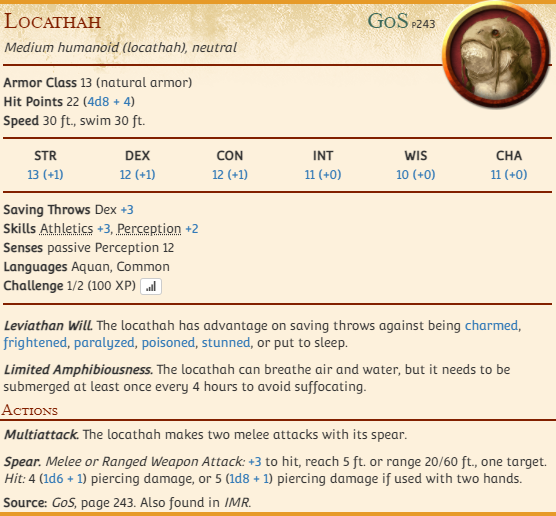 Locathah GoS p243
Medium humanoid (locathah), neutral
Armor Class 13 (natural armor)
Hit Points 22 (4d8 + 4)
Speed 30 ft., swim 30 ft.
STR DEX CON INT WIS CHA
13 (+1) 12 (+1) 12 (+1) 11 (+0) 10 (+0) 11 (+0)
Saving Throws Dex +3
Skills Athletics +3, Perception +2
Senses passive Perception 12
Languages Aquan, Common
Challenge 1/2 (100 XP)
Leviathan Will. The locathah has advantage on saving throws against being charmed,
frightened, paralyzed, poisoned, stunned, or put to sleep.
Limited Amphibiousness. The locathah can breathe air and water, but it needs to be
submerged at least once every 4 hours to avoid suffocating.
Actions
Multiattack. The locathah makes two melee attacks with its spear.
Spear. Melee or Ranged Weapon Attack: +3 to hit, reach 5 ft. or range 20/60 ft., one target.
Hit: 4 (1d6 + 1) piercing damage, or 5 (1d8 + 1) piercing damage if used with two hands.
Source: GoS, page 243. Also found in IMR.